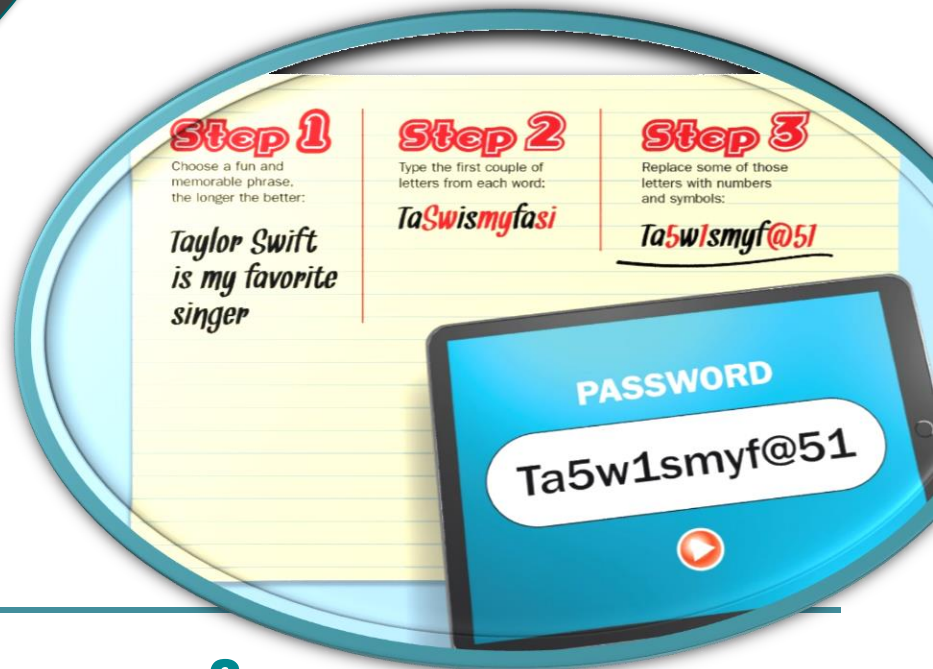 Step 1
Choose a fun and
memorable phrase,
the longer the better:
Taylor Swift
is my favorite
singer
Step 2
Type the first couple of
letters from each word:
TaSwismyfasi
Step 3
Replace some of those
letters with numbers
and symbols:
Ta5w1smyf@51
PASSWORD
Ta5w1smyf@51